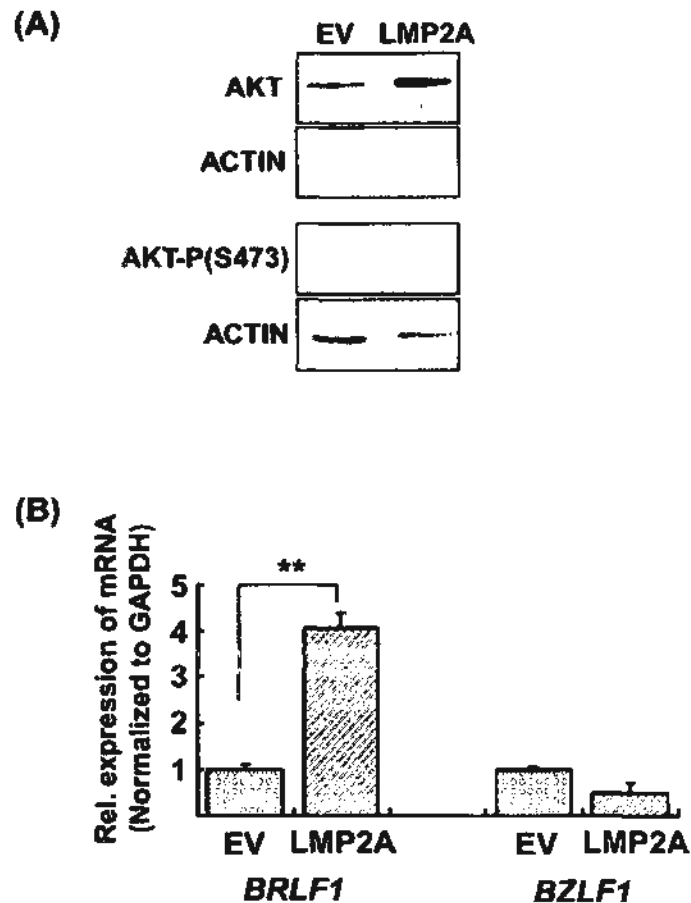 (A)
EV LMP2A
AKT
ACTIN
AKT-P(S473)
ACTIN
(B)
Rel. expression of mRNA
(Normalized to GAPDH)
5
4
3
2
1
**
EV LMP2A EV LMP2A
BRLF1 BZLF1